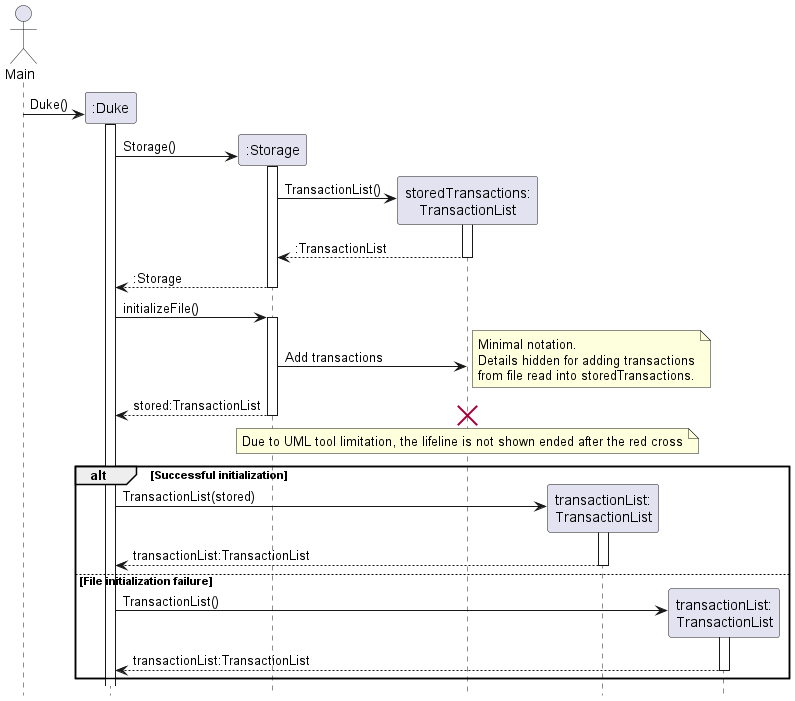 Main
Duke()
:Duke
Storage()
:Storage
TransactionList()
storedTransactions:
TransactionList
:TransactionList
:Storage
initializeFile()
Minimal notation.
Details hidden for adding transactions
from file read into storedTransactions.
Add transactions
stored:TransactionList
Due to UML tool limitation, the lifeline is not shown ended after the red cross
alt [Successful initialization]
TransactionList(stored)
transactionList:
TransactionList
transactionList:TransactionList
[File initialization failure]
TransactionList()
transactionList:
TransactionList
transactionList:TransactionList